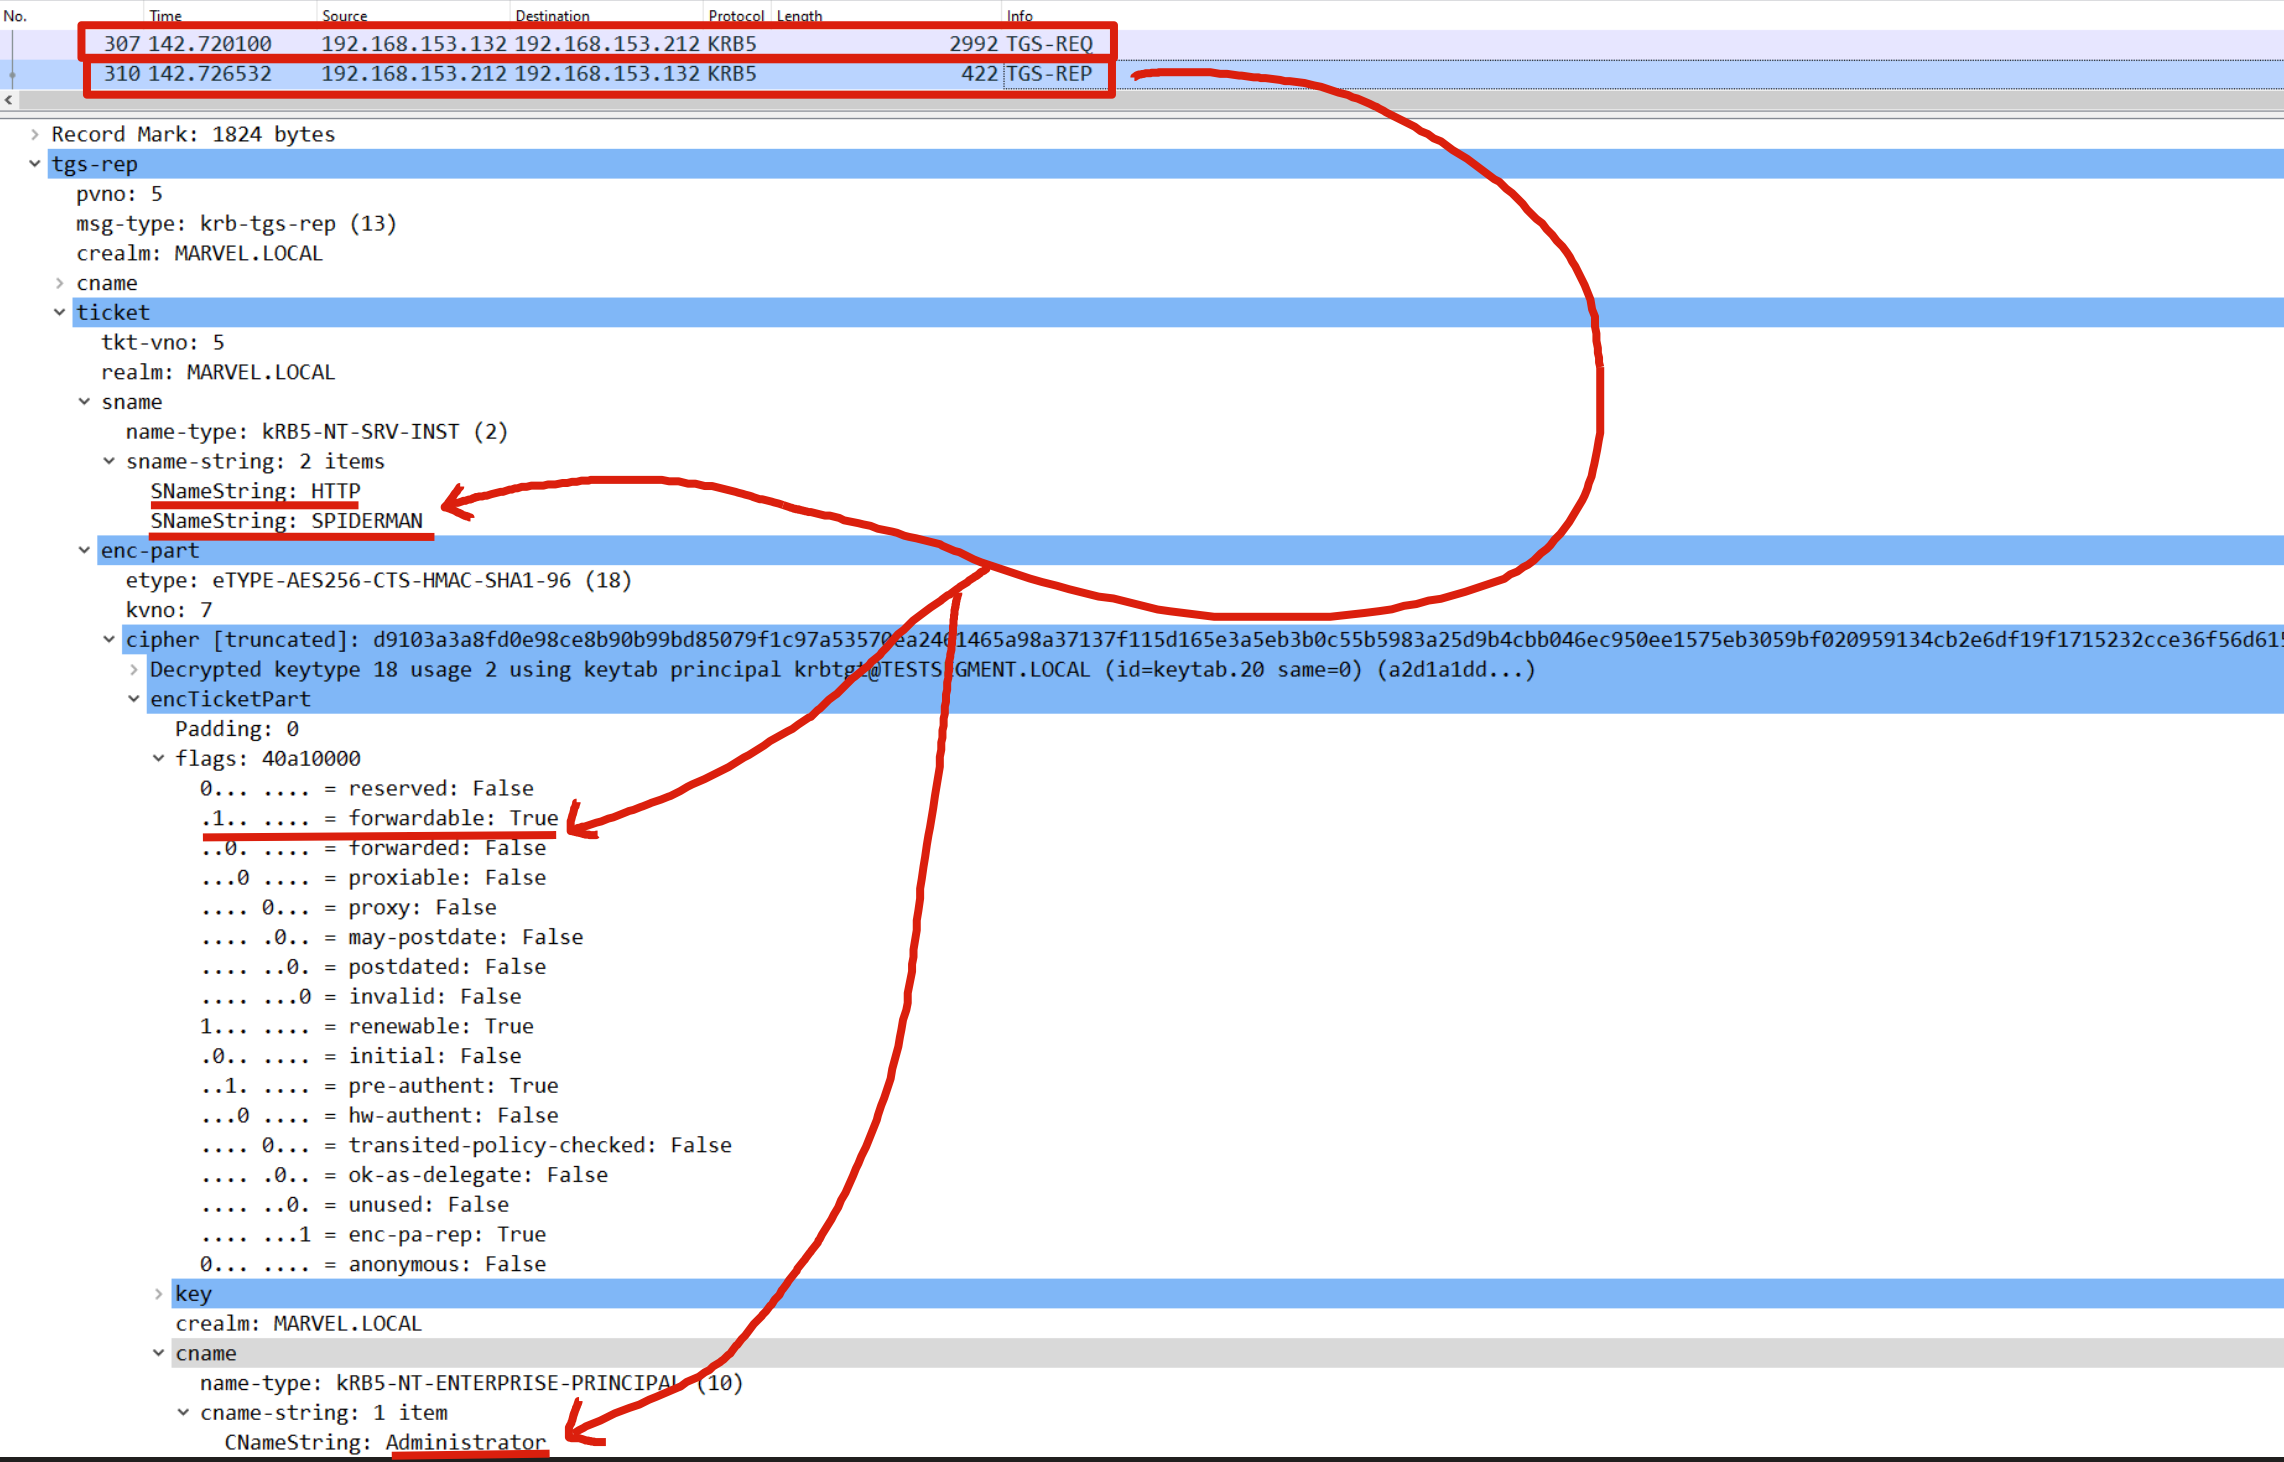 No. Time Source Destination Protocol Length Info
307 142.720100 192.168.153.132 192.168.153.212 KRB5 2992 TGS-REQ
310 142.726532 192.168.153.212 192.168.153.132 KRB5 422 TGS-REP
Record Mark: 1824 bytes
tgs-rep
pvno: 5
msg-type: krb-tgs-rep (13)
crealm: MARVEL.LOCAL
cname
ticket
tkt-vno: 5
realm: MARVEL.LOCAL
sname
name-type: kRB5-NT-SRV-INST (2)
sname-string: 2 items
SNameString: HTTP
SNameString: SPIDERMAN
enc-part
etype: eTYPE-AES256-CTS-HMAC-SHA1-96 (18)
kvno: 7
cipher [truncated]:
Decrypted keytype 18 usage 2 using keytab principal krbtgt@TESTSEGMENT.LOCAL (id=keytab.20 same=0) (a2d1a1dd...)
encTicketPart
Padding: 0
flags: 40a10000
0... .... = reserved: False
.1.. .... = forwardable: True
..0. .... = forwarded: False
...0 .... = proxiable: False
.... 0... = proxy: False
.... .0.. = may-postdate: False
.... ..0. = postdated: False
.... ...0 = invalid: False
1... .... = renewable: True
.0.. .... = initial: False
..1. .... = pre-authent: True
...0 .... = hw-authent: False
.... 0... = transited-policy-checked: False
.... .0.. = ok-as-delegate: False
.... ..0. = unused: False
.... ...1 = enc-pa-rep: True
0... .... = anonymous: False
key
crealm: MARVEL.LOCAL
cname
name-type: kRB5-NT-ENTERPRISE-PRINCIPAL (10)
cname-string: 1 item
CNameString: Administrator